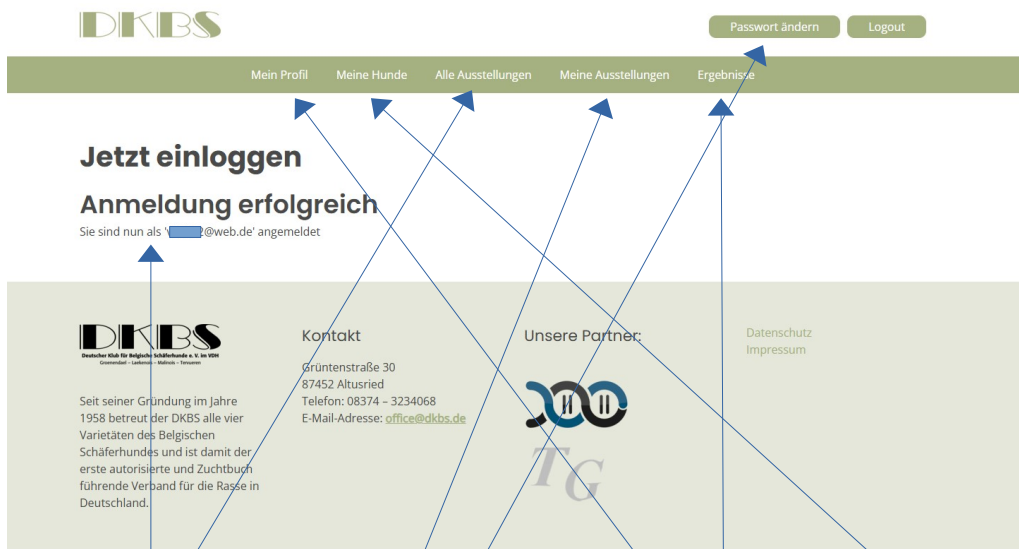 DKBS
Passwort ändern
Logout
Mein Profil
Meine Hunde
Alle Ausstellungen
Meine Ausstellungen
Ergebnisse
Jetzt einloggen
Anmeldung erfolgreich
Sie sind nun als ' @web.de' angemeldet
DKBS
Deutscher Klub für Belgische Schäferhunde e. V. im VDH
Groenendael – Laekenois – Malinois – Tervueren
Seit seiner Gründung im Jahre
1958 betreut der DKBS alle vier
Varietäten des Belgischen
Schäferhundes und ist damit der
erste autorisierte und Zuchtbuch
führende Verband für die Rasse in
Deutschland.
Kontakt
Grüntenstraße 30
87452 Altusried
Telefon: 08374 – 3234068
E-Mail-Adresse: office@dkbs.de
Unsere Partner:
TG
Datenschutz
Impressum